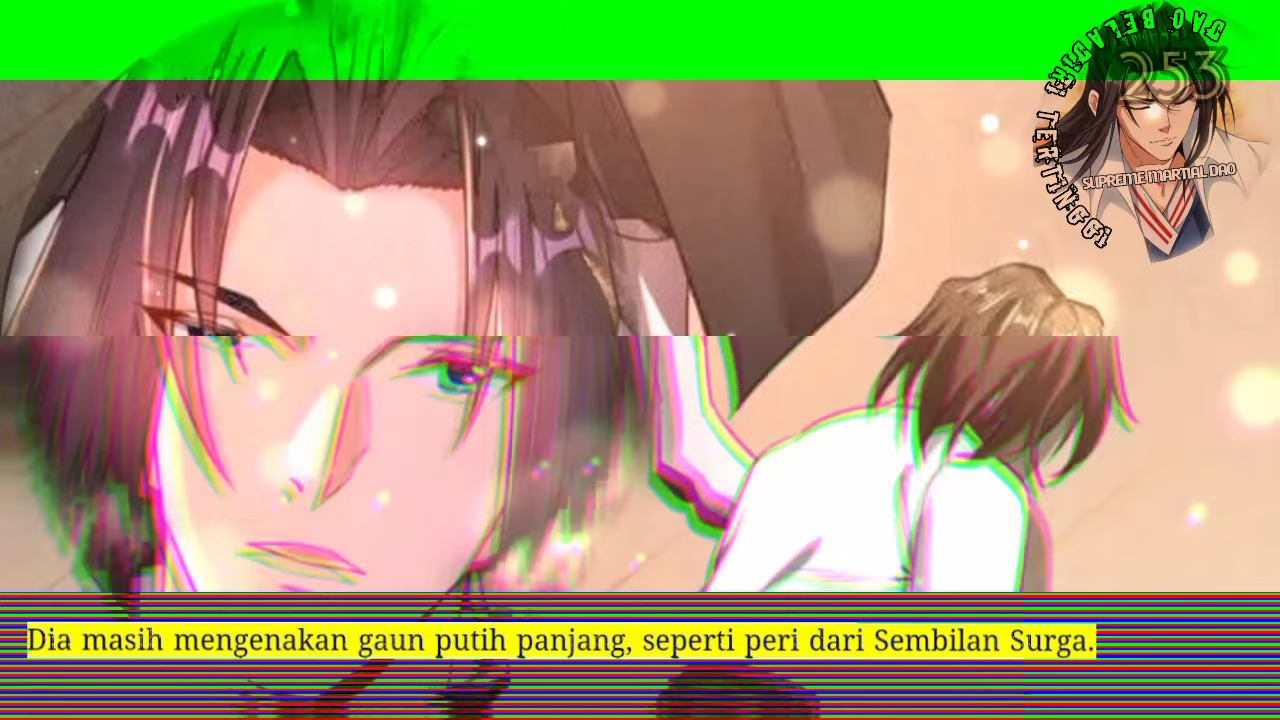 DAO BELADIRI TERTINGGI
253
SUPREME MARTIAL DAO
Dia masih mengenakan gaun putih panjang, seperti peri dari Sembilan Surga.